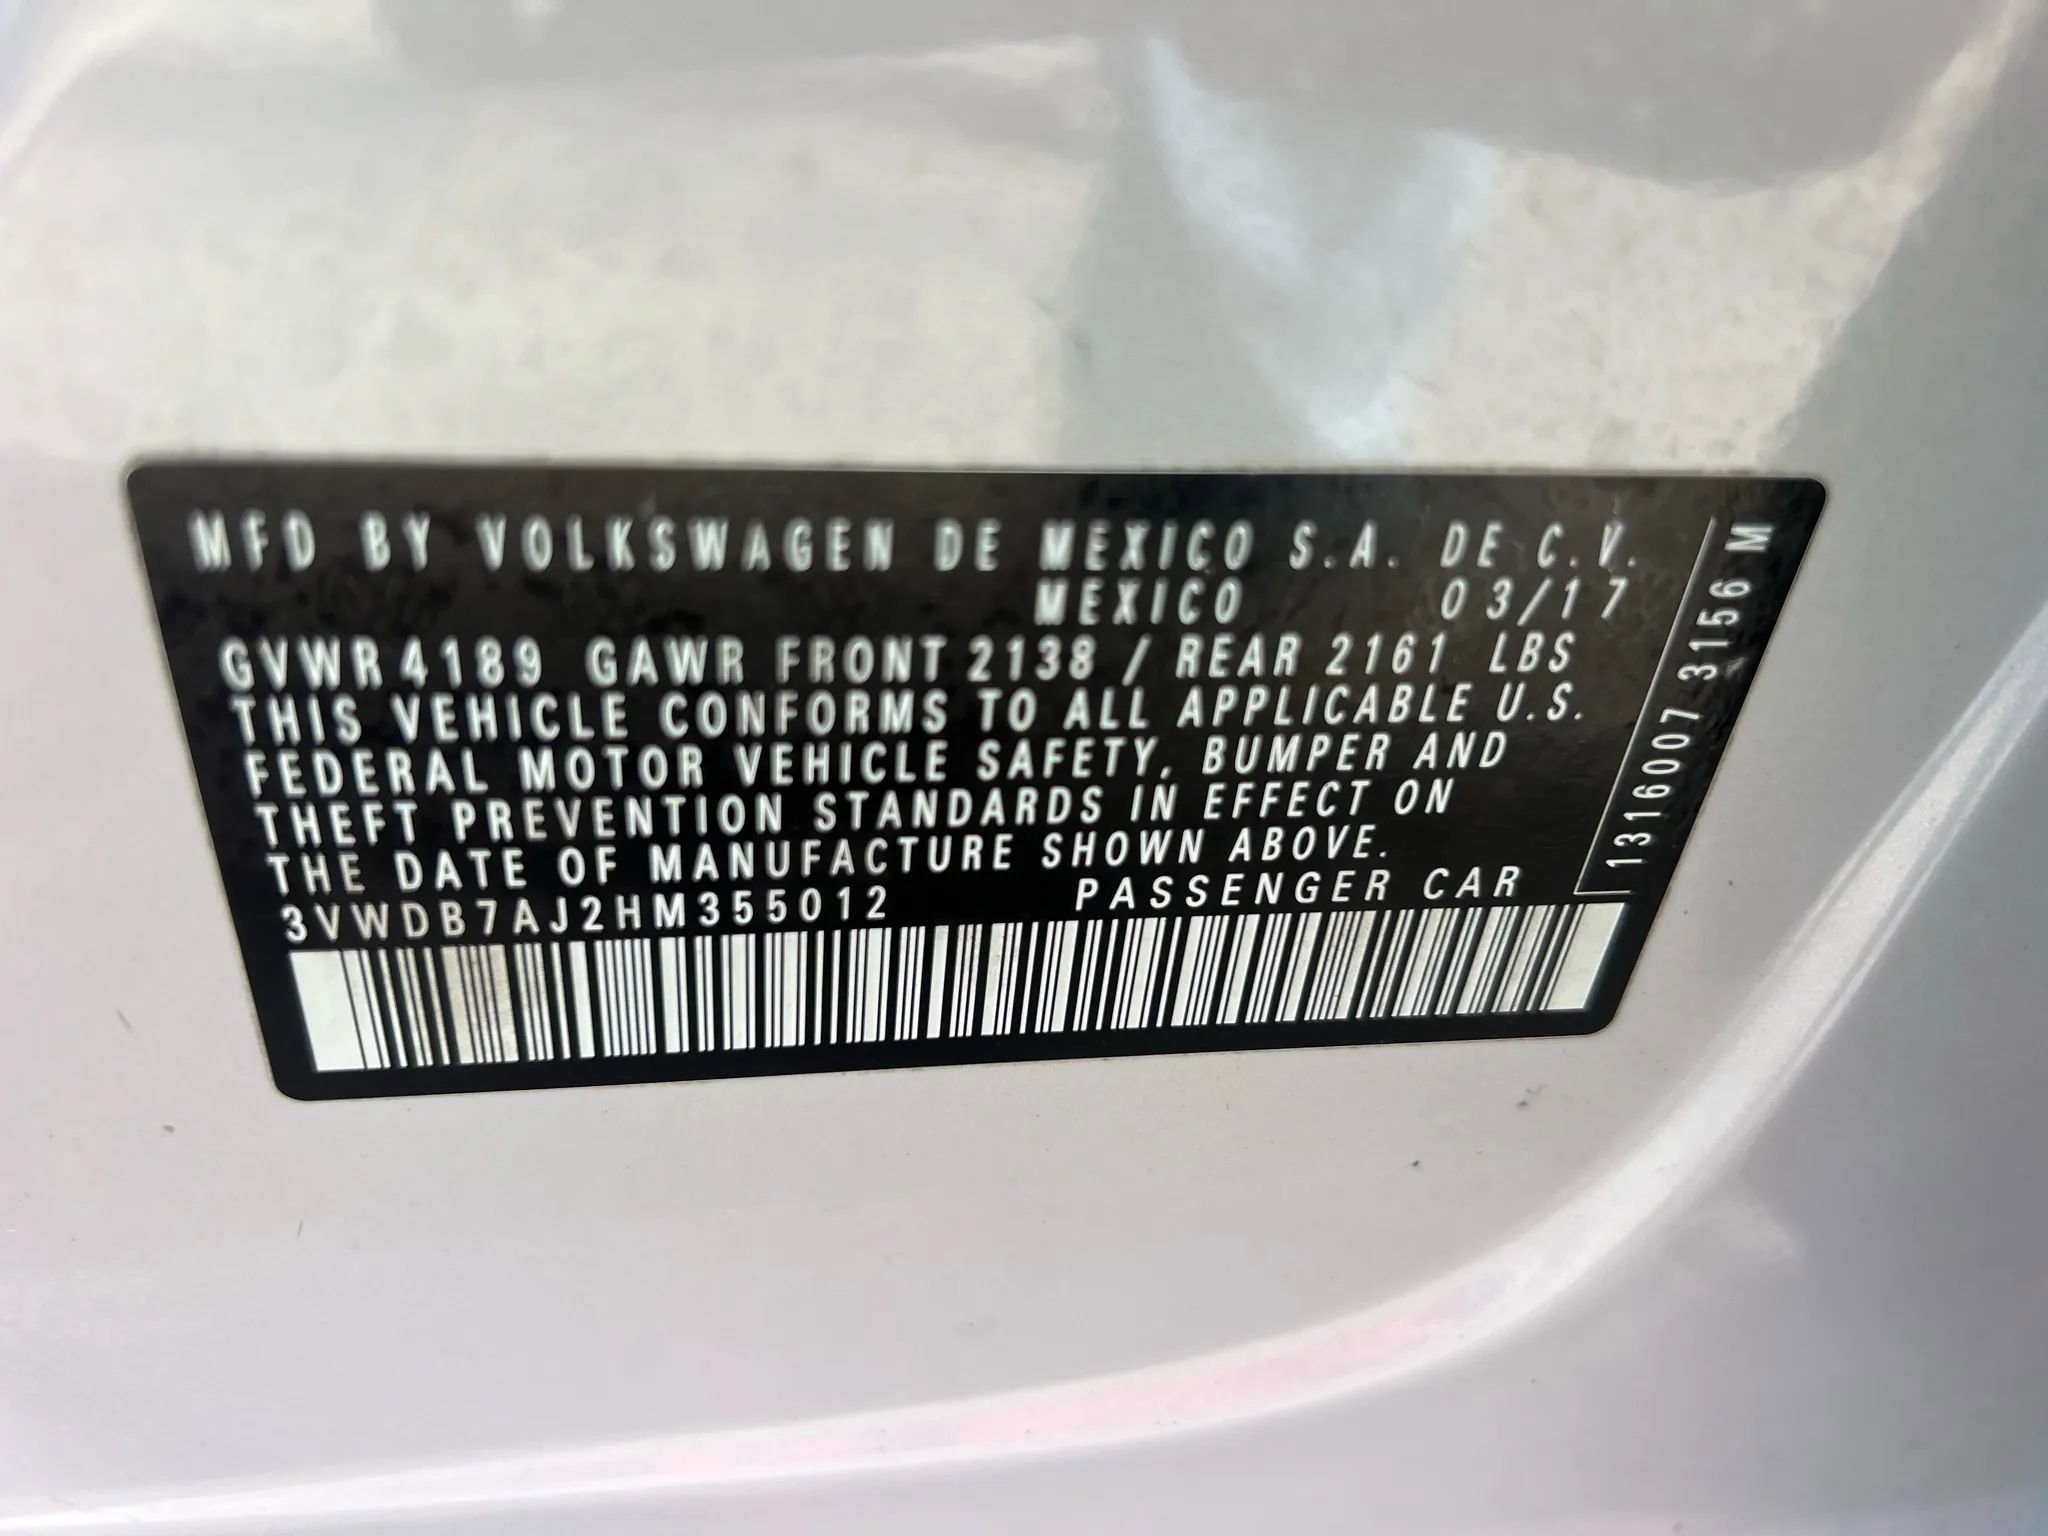 MFD BY VOLKSWAGEN DE MEXICO S.A. DE C.V.
MEXICO 03/17
GVWR 4189 GAWR FRONT 2138 / REAR 2161 LBS
THIS VEHICLE CONFORMS TO ALL APPLICABLE U.S.
FEDERAL MOTOR VEHICLE SAFETY, BUMPER AND
THEFT PREVENTION STANDARDS IN EFFECT ON
THE DATE OF MANUFACTURE SHOWN ABOVE.
3VWDB7AJ2HM355012 PASSENGER CAR
1316007 3156 M